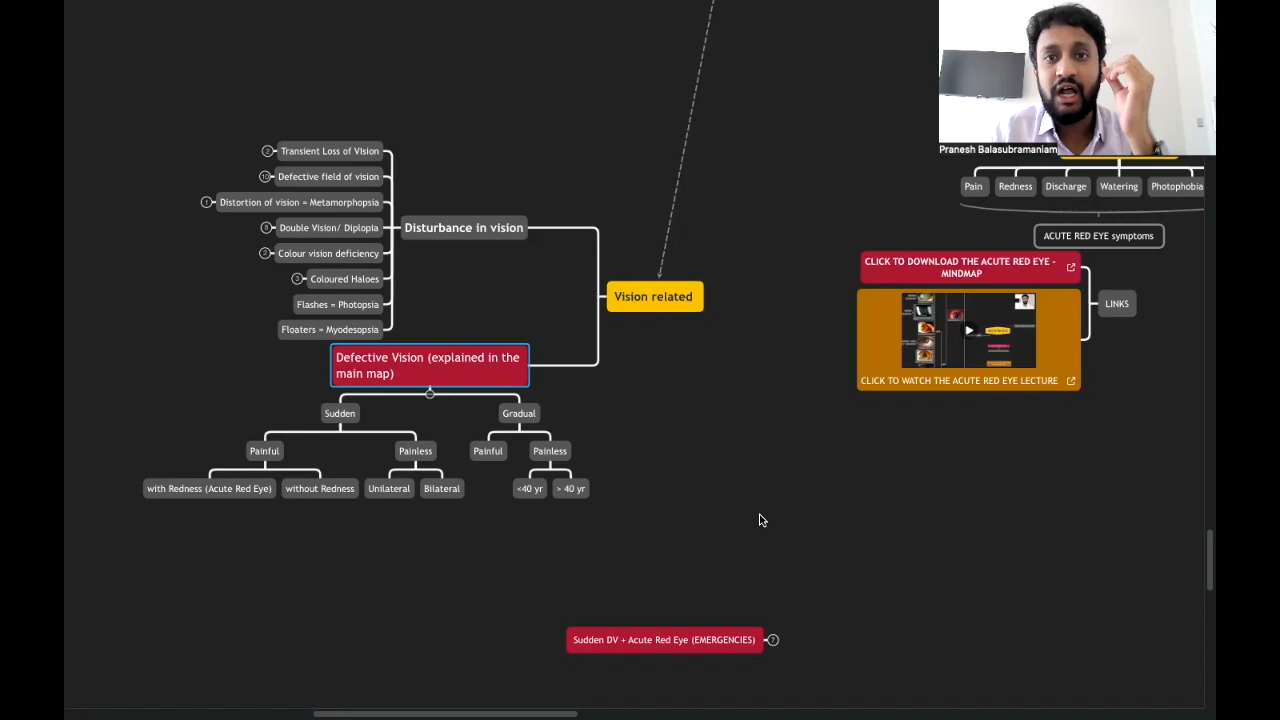 Pranesh Balasubramaniam
Transient Loss of VIsion
Defective field of vision
Distortion of vision = Metamorphopsia
Double Vision/ Diplopia
Colour vision deficiency
Coloured Haloes
Flashes = Photopsia
Floaters = Myodesopsia
Disturbance in vision
Vision related
Defective Vision (explained in the
main map)
Sudden
Gradual
Painful
Painless
Painful
Painless
with Redness (Acute Red Eye)
without Redness
Unilateral
Bilateral
<40 yr
> 40 yr
Pain
Redness
Discharge
Watering
Photophobia
ACUTE RED EYE symptoms
CLICK TO DOWNLOAD THE ACUTE RED EYE -
MINDMAP
LINKS
CLICK TO WATCH THE ACUTE RED EYE LECTURE
Sudden DV + Acute Red Eye (EMERGENCIES)